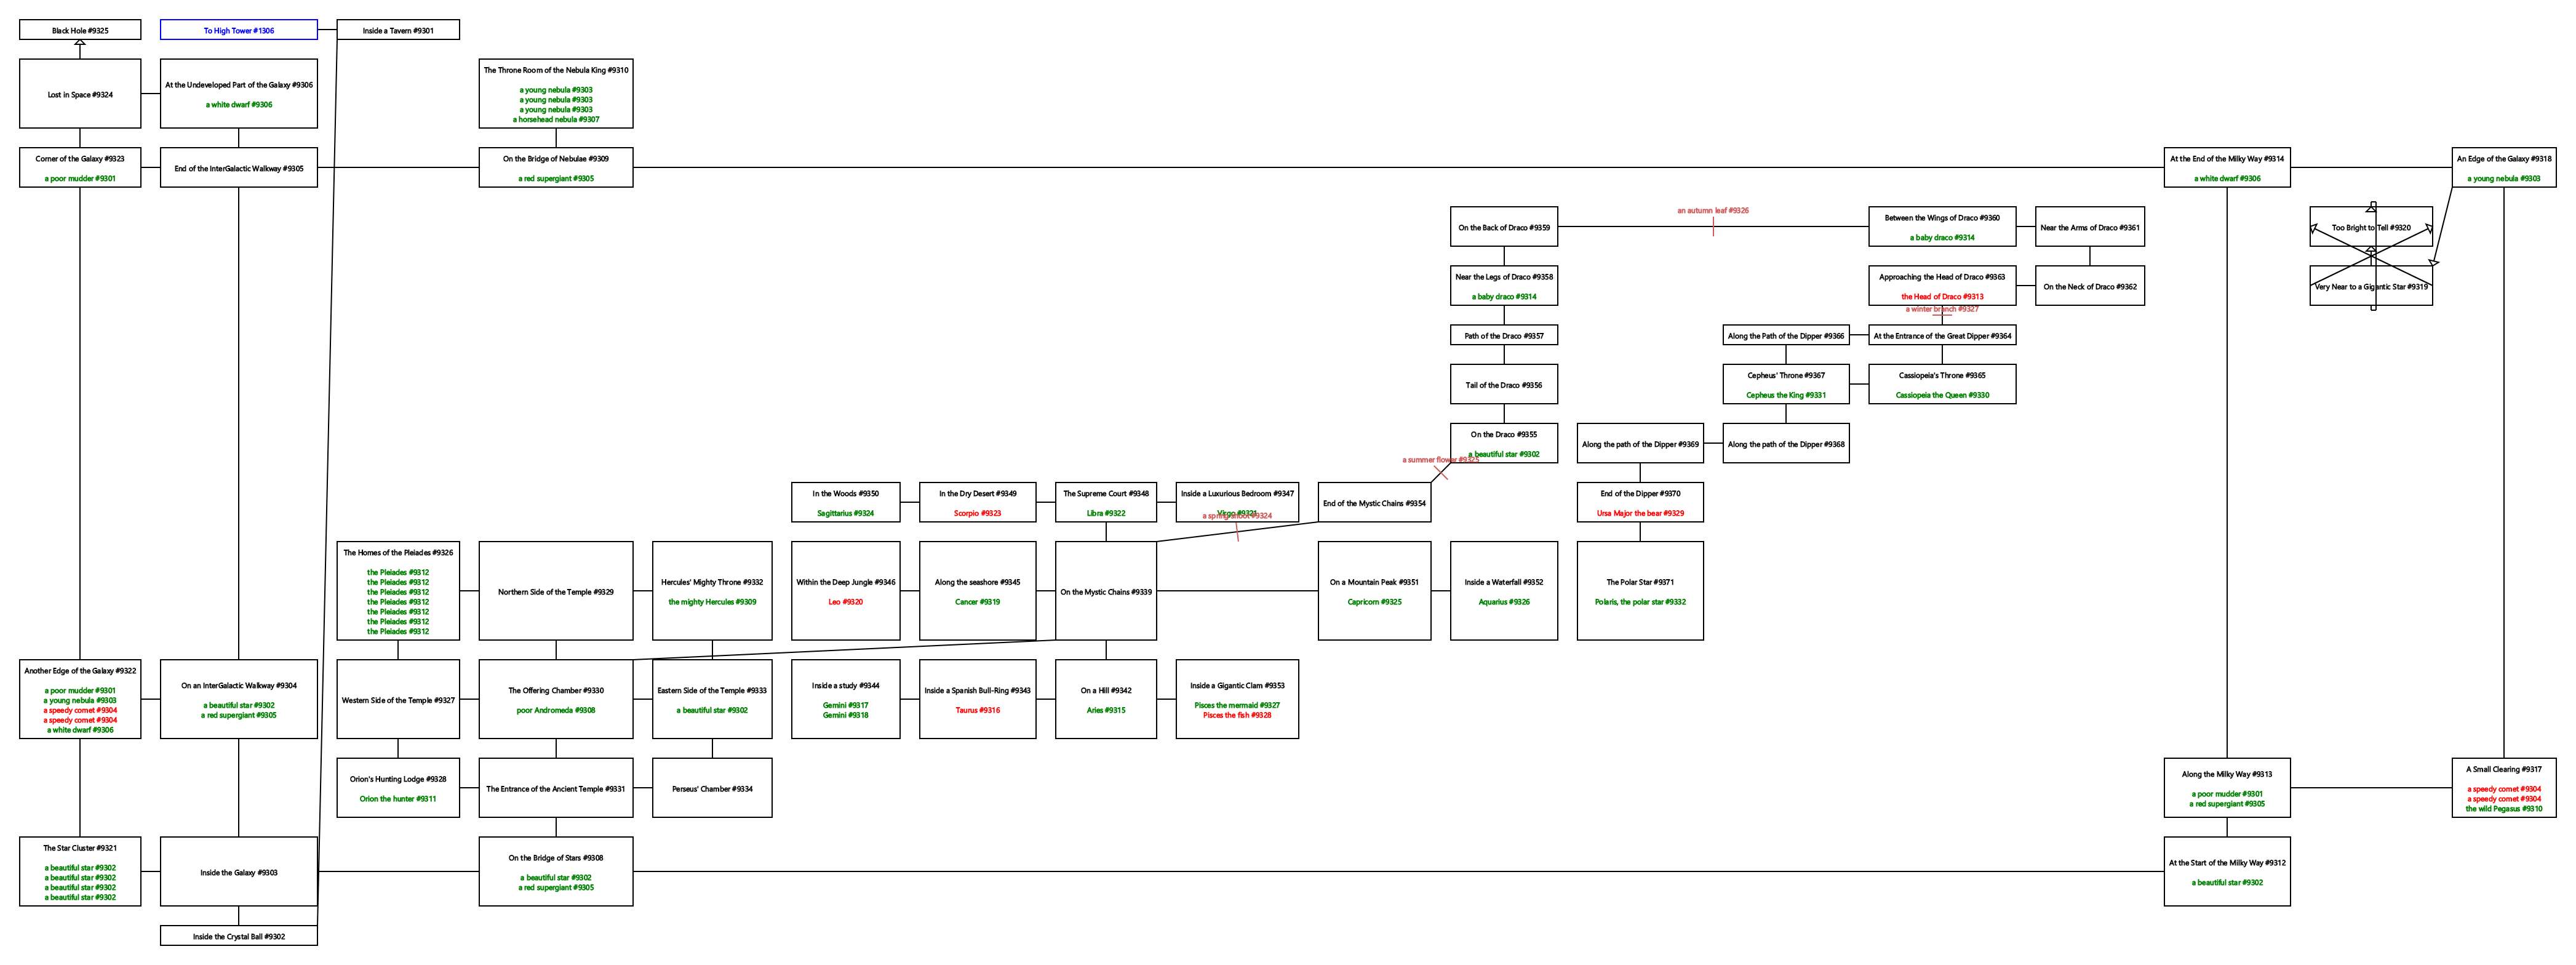 Black Hole #9325
To High Tower #1306
Inside a Tavern #9301
Lost in Space #9324
At the Undeveloped Part of the Galaxy #9306
a white dwarf #9306
The Throne Room of the Nebula King #9310
a young nebula #9303
a young nebula #9303
a young nebula #9303
a horsehead nebula #9307
Corner of the Galaxy #9323
a poor mudder #9301
End of the InterGalactic Walkway #9305
On the Bridge of Nebulae #9309
a red supergiant #9305
At the End of the Milky Way #9314
a white dwarf #9306
An Edge of the Galaxy #9318
a young nebula #9303
On the Back of Draco #9359
an autumn leaf #9326
Between the Wings of Draco #9360
a baby draco #9314
Near the Arms of Draco #9361
Too Bright to Tell #9320
Near the Legs of Draco #9358
a baby draco #9314
Approaching the Head of Draco #9363
the Head of Draco #9313
a winter branch #9327
On the Neck of Draco #9362
Very Near to a Gigantic Star #9319
Path of the Draco #9357
Along the Path of the Dipper #9366
At the Entrance of the Great Dipper #9364
Tail of the Draco #9356
Cepheus' Throne #9367
Cepheus the King #9331
Cassiopeia's Throne #9365
Cassiopeia the Queen #9330
On the Draco #9355
a beautiful star #9302
a summer flower #9325
Along the path of the Dipper #9369
Along the path of the Dipper #9368
In the Woods #9350
Sagittarius #9324
In the Dry Desert #9349
Scorpio #9323
The Supreme Court #9348
Libra #9322
Inside a Luxurious Bedroom #9347
Virgo #9321
a spring shoot #9324
End of the Mystic Chains #9354
End of the Dipper #9370
Ursa Major the bear #9329
The Homes of the Pleiades #9326
the Pleiades #9312
the Pleiades #9312
the Pleiades #9312
the Pleiades #9312
the Pleiades #9312
the Pleiades #9312
the Pleiades #9312
Northern Side of the Temple #9329
Hercules' Mighty Throne #9332
the mighty Hercules #9309
Within the Deep Jungle #9346
Leo #9320
Along the seashore #9345
Cancer #9319
On the Mystic Chains #9339
On a Mountain Peak #9351
Capricorn #9325
Inside a Waterfall #9352
Aquarius #9326
The Polar Star #9371
Polaris, the polar star #9332
Another Edge of the Galaxy #9322
a poor mudder #9301
a young nebula #9303
a speedy comet #9304
a speedy comet #9304
a white dwarf #9306
On an InterGalactic Walkway #9304
a beautiful star #9302
a red supergiant #9305
Western Side of the Temple #9327
The Offering Chamber #9330
poor Andromeda #9308
Eastern Side of the Temple #9333
a beautiful star #9302
Inside a study #9344
Gemini #9317
Gemini #9318
Inside a Spanish Bull-Ring #9343
Taurus #9316
On a Hill #9342
Aries #9315
Inside a Gigantic Clam #9353
Pisces the mermaid #9327
Pisces the fish #9328
Orion's Hunting Lodge #9328
Orion the hunter #9311
The Entrance of the Ancient Temple #9331
Perseus' Chamber #9334
Along the Milky Way #9313
a poor mudder #9301
a red supergiant #9305
A Small Clearing #9317
a speedy comet #9304
a speedy comet #9304
the wild Pegasus #9310
The Star Cluster #9321
a beautiful star #9302
a beautiful star #9302
a beautiful star #9302
a beautiful star #9302
Inside the Galaxy #9303
On the Bridge of Stars #9308
a beautiful star #9302
a red supergiant #9305
At the Start of the Milky Way #9312
a beautiful star #9302
Inside the Crystal Ball #9302